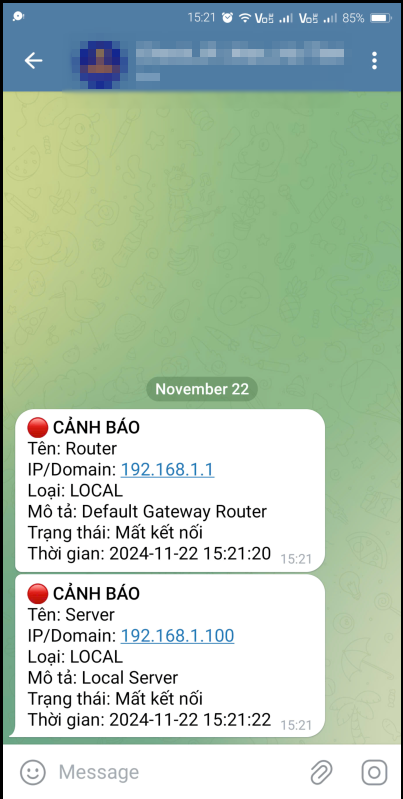 15:21 85%
November 22
CẢNH BÁO
Tên: Router
IP/Domain: 192.168.1.1
Loại: LOCAL
Mô tả: Default Gateway Router
Trạng thái: Mất kết nối
Thời gian: 2024-11-22 15:21:20 15:21
CẢNH BÁO
Tên: Server
IP/Domain: 192.168.1.100
Loại: LOCAL
Mô tả: Local Server
Trạng thái: Mất kết nối
Thời gian: 2024-11-22 15:21:22 15:21
Message